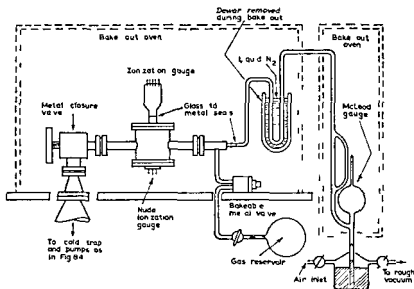 Dewar removed
during bake out
Bake out oven
Bake out
oven
Ionization gauge
Liquid N2
Glass to
metal seals
Metal closure
valve
McLeod
gauge
Nude
ionization
gauge
Bakeable
metal valve
To cold trap
and pumps as
in Fig 84
Gas reservoir
Air inlet
To rough
vacuum